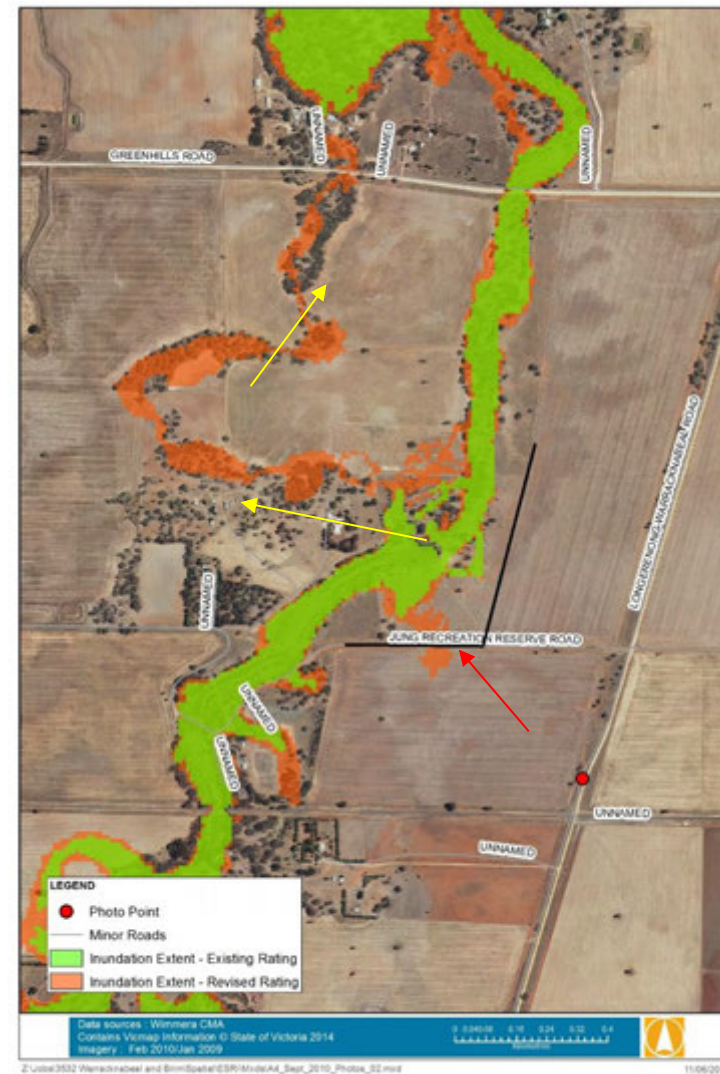 UNNAMED
UNNAMED
UNNAMED
GREENHILLS ROAD
LONGERENONG-WARRACKNABEAL ROAD
UNNAMED
JUNG RECREATION RESERVE ROAD
UNNAMED
UNNAMED
UNNAMED
UNNAMED
LEGEND
Photo Point
Minor Roads
Inundation Extent - Existing Rating
Inundation Extent - Revised Rating
Data sources : Wimmera CMA
Contains Vicmap Information © State of Victoria 2014
Imagery : Feb 2010/Jan 2009